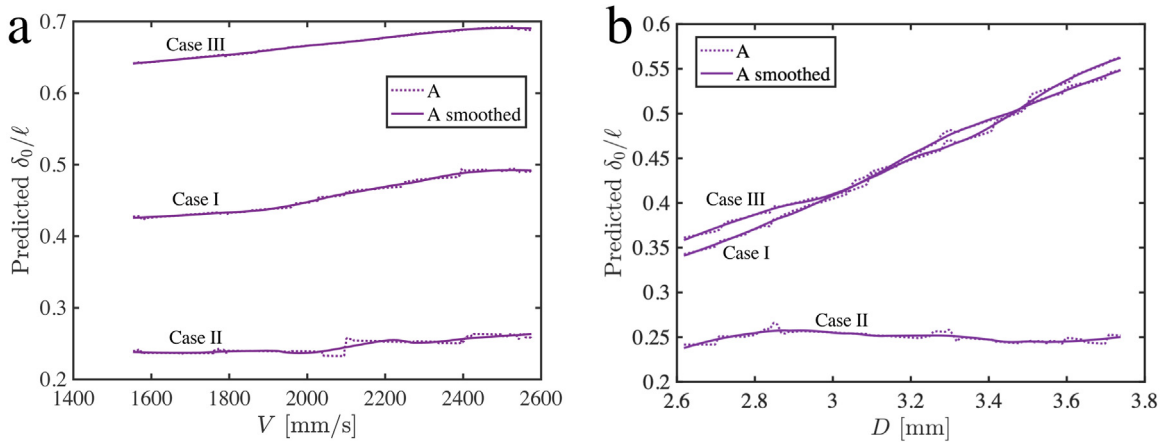 a
0.7
0.6
0.5
0.4
0.3
0.2
Predicted δ₀/ℓ
Case III
A
A smoothed
Case I
Case II
1400 1600 1800 2000 2200 2400 2600
V [mm/s]
b
0.6
0.55
0.5
0.45
0.4
0.35
0.3
0.25
0.2
Predicted δ₀/ℓ
A
A smoothed
Case III
Case I
Case II
2.6 2.8 3 3.2 3.4 3.6 3.8
D [mm]